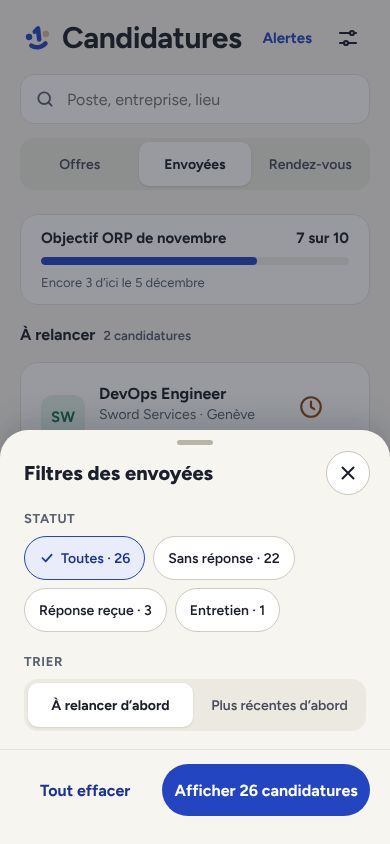 Candidatures
Alertes
Poste, entreprise, lieu
Offres
Envoyées
Rendez-vous
Objectif ORP de novembre
7 sur 10
Encore 3 d’ici le 5 décembre
À relancer 2 candidatures
DevOps Engineer
SW
Sword Services · Genève
Filtres des envoyées
STATUT
Toutes · 26
Sans réponse · 22
Réponse reçue · 3
Entretien · 1
TRIER
À relancer d’abord
Plus récentes d’abord
Tout effacer
Afficher 26 candidatures